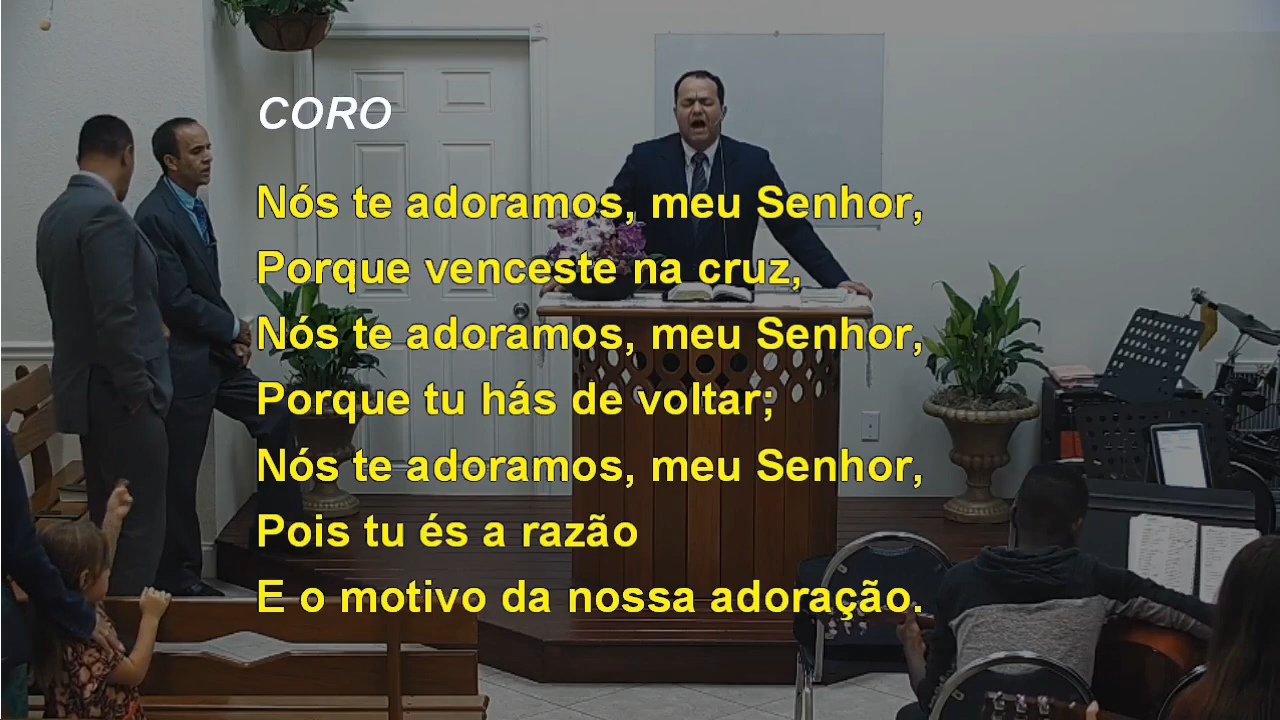 CORO
Nós te adoramos, meu Senhor,
Porque venceste na cruz,
Nós te adoramos, meu Senhor,
Porque tu hás de voltar;
Nós te adoramos, meu Senhor,
Pois tu és a razão
E o motivo da nossa adoração.